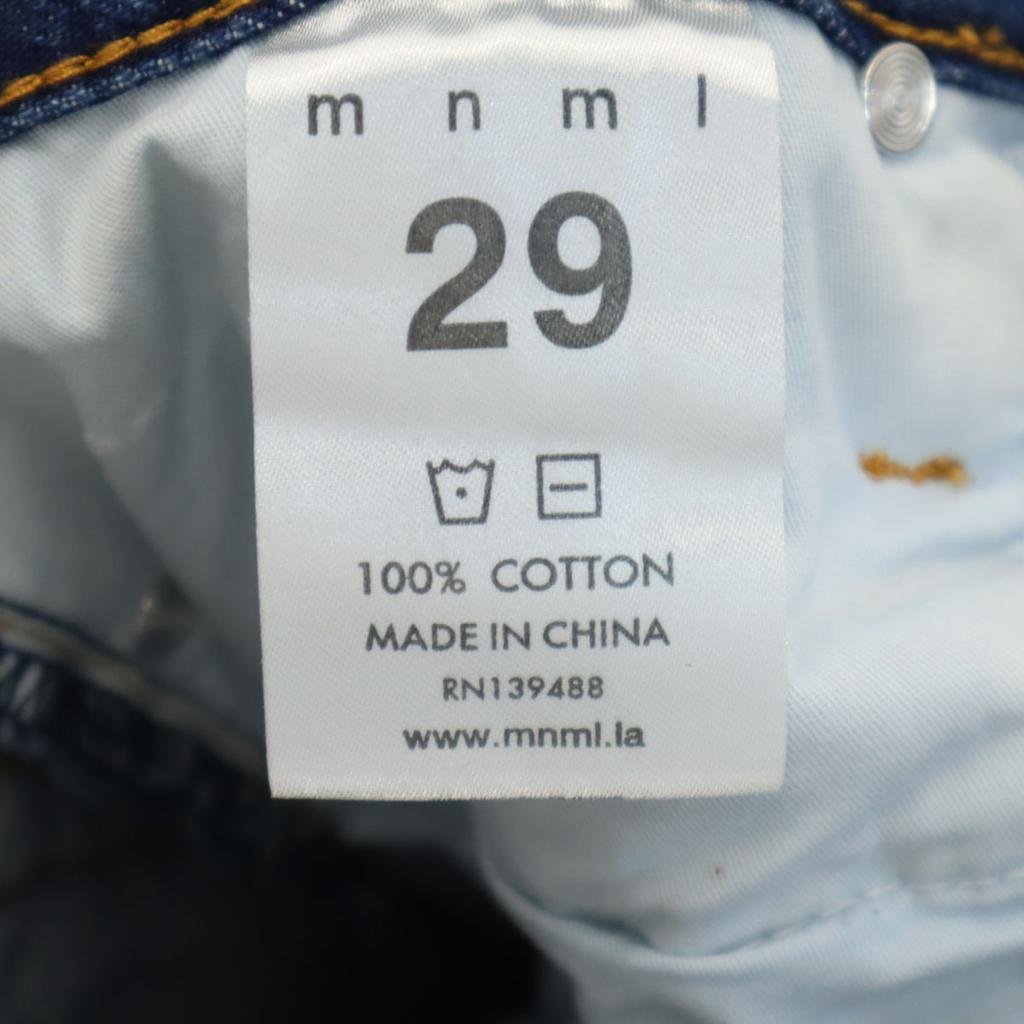 m n m l
29
100% COTTON
MADE IN CHINA
RN139488
www.mnml.la